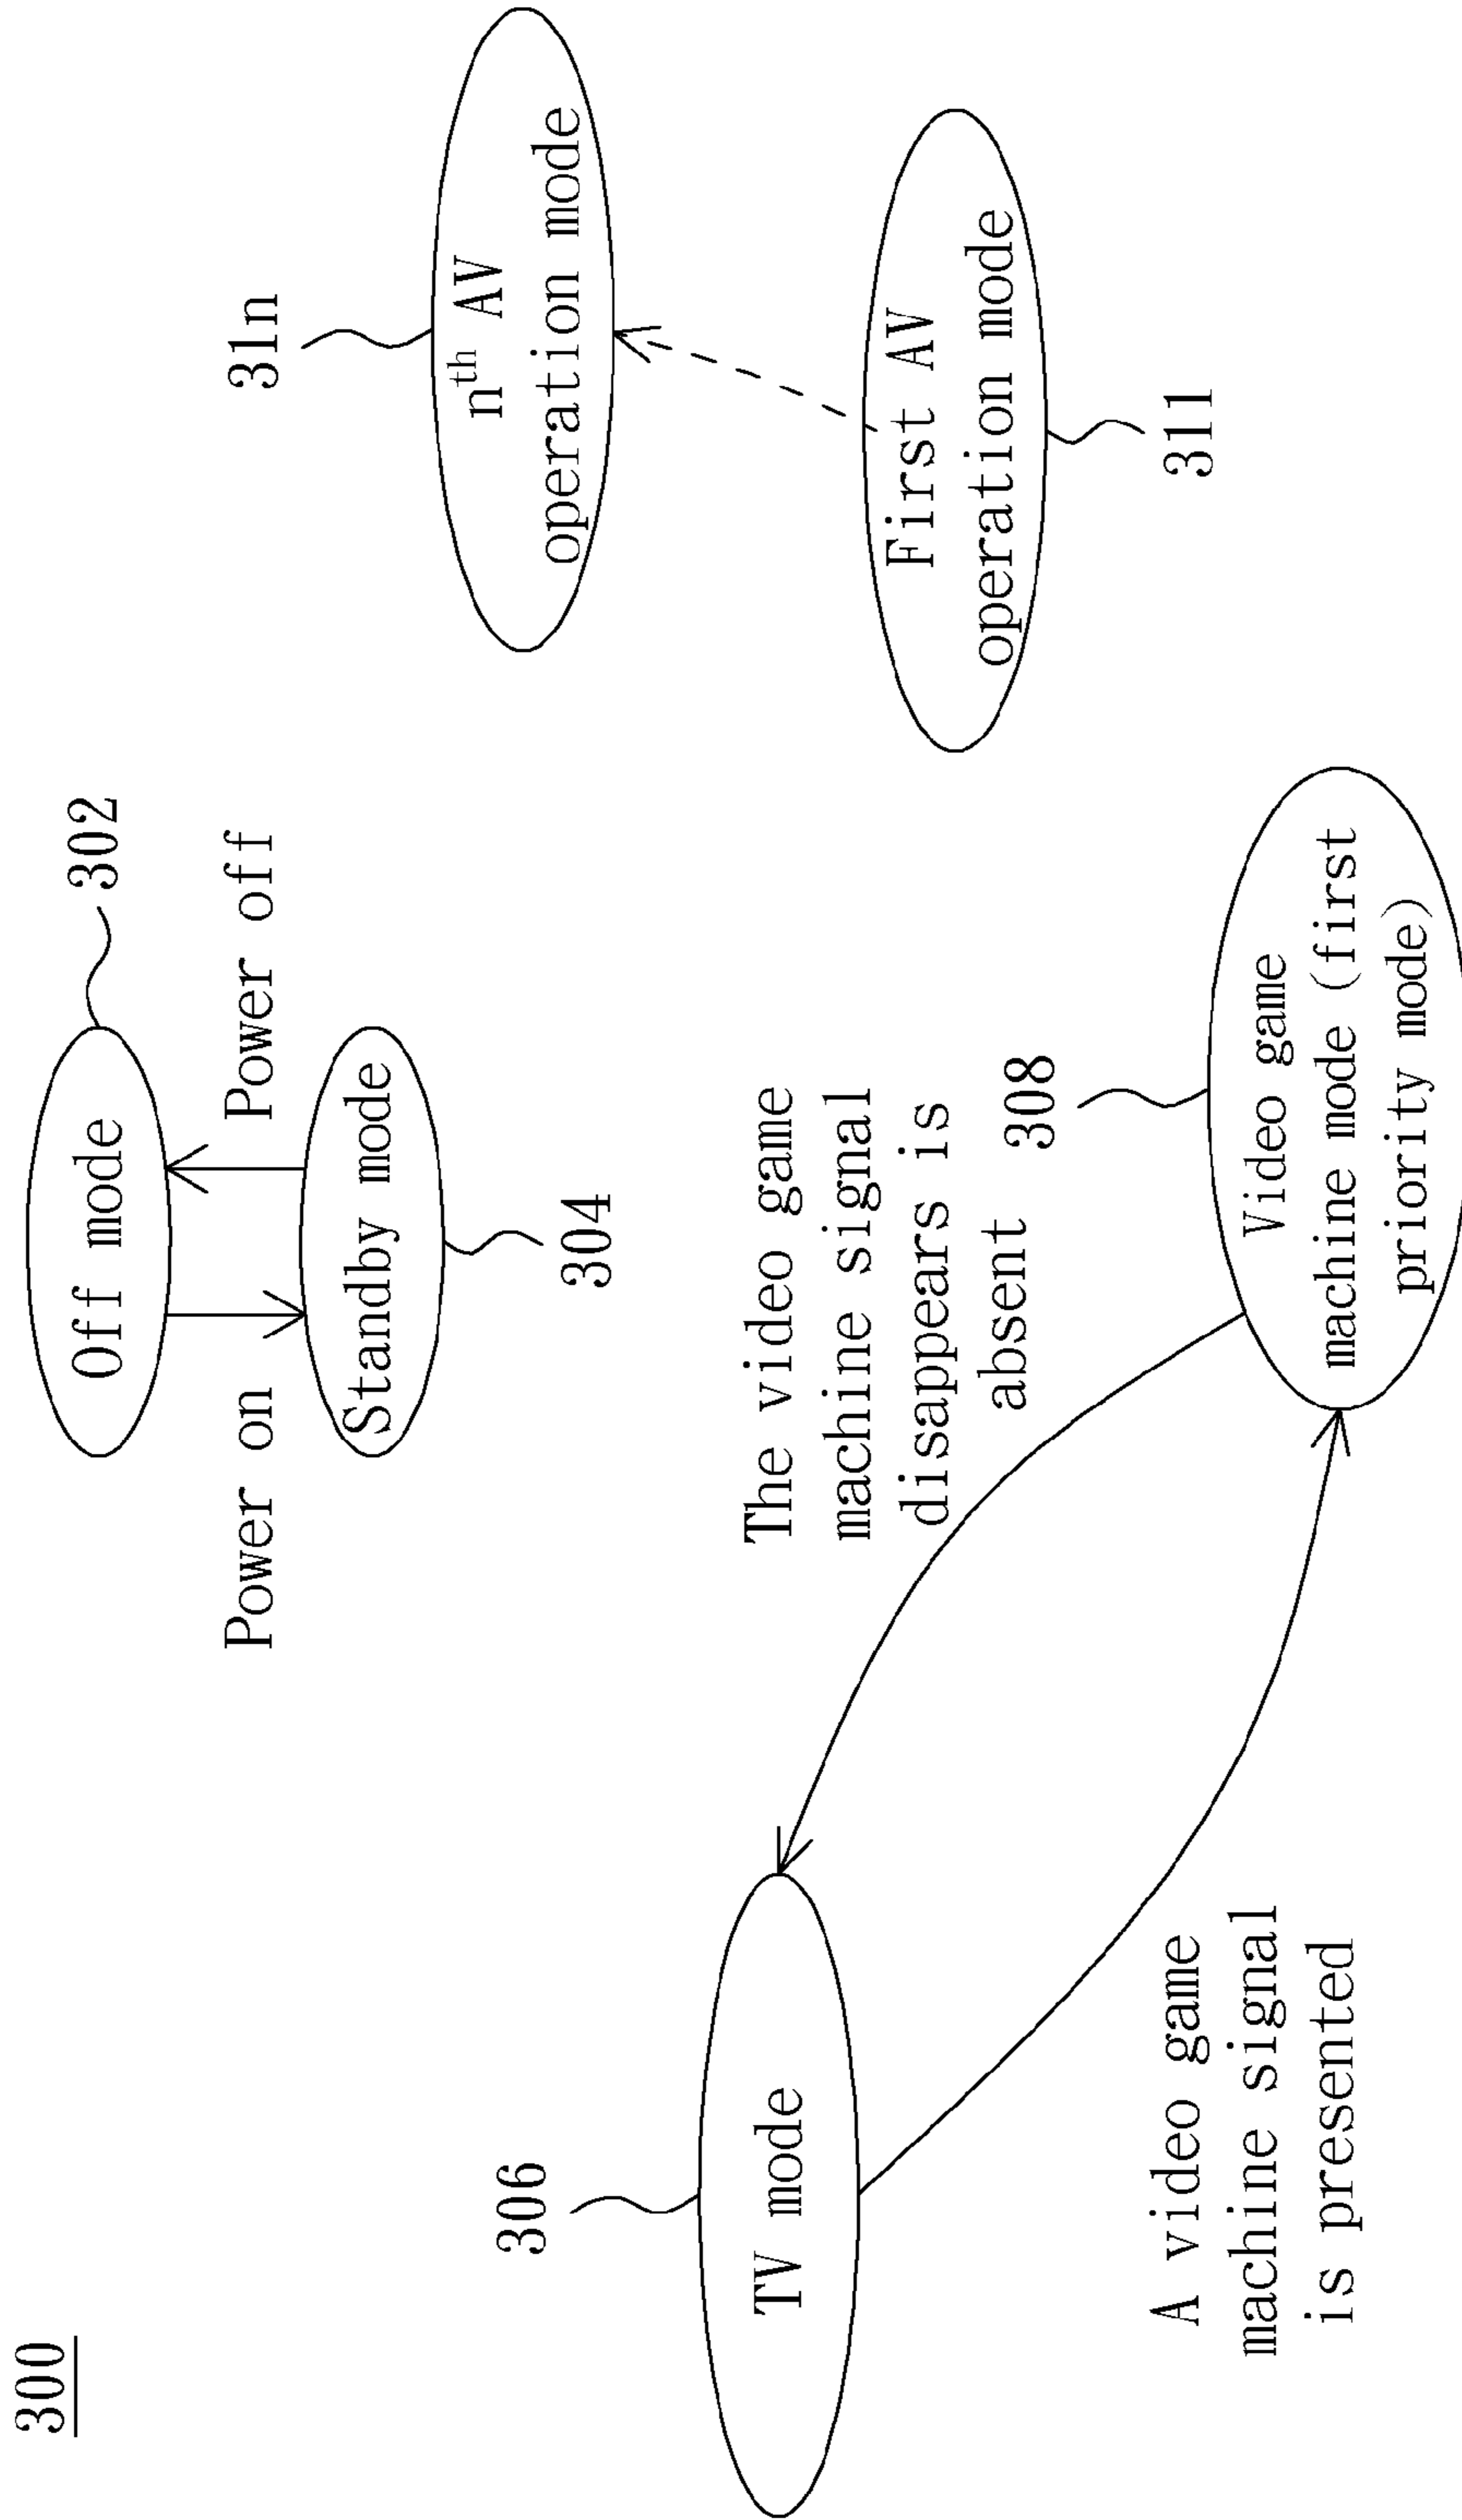 300
Off mode
302
Power on
Power off
Standby mode
304
31n
nth AV
operation mode
306
TV mode
The video game
machine signal
disappears is
absent
308
First AV
operation mode
311
A video game
machine signal
is presented
Video game
machine mode (first
priority mode)